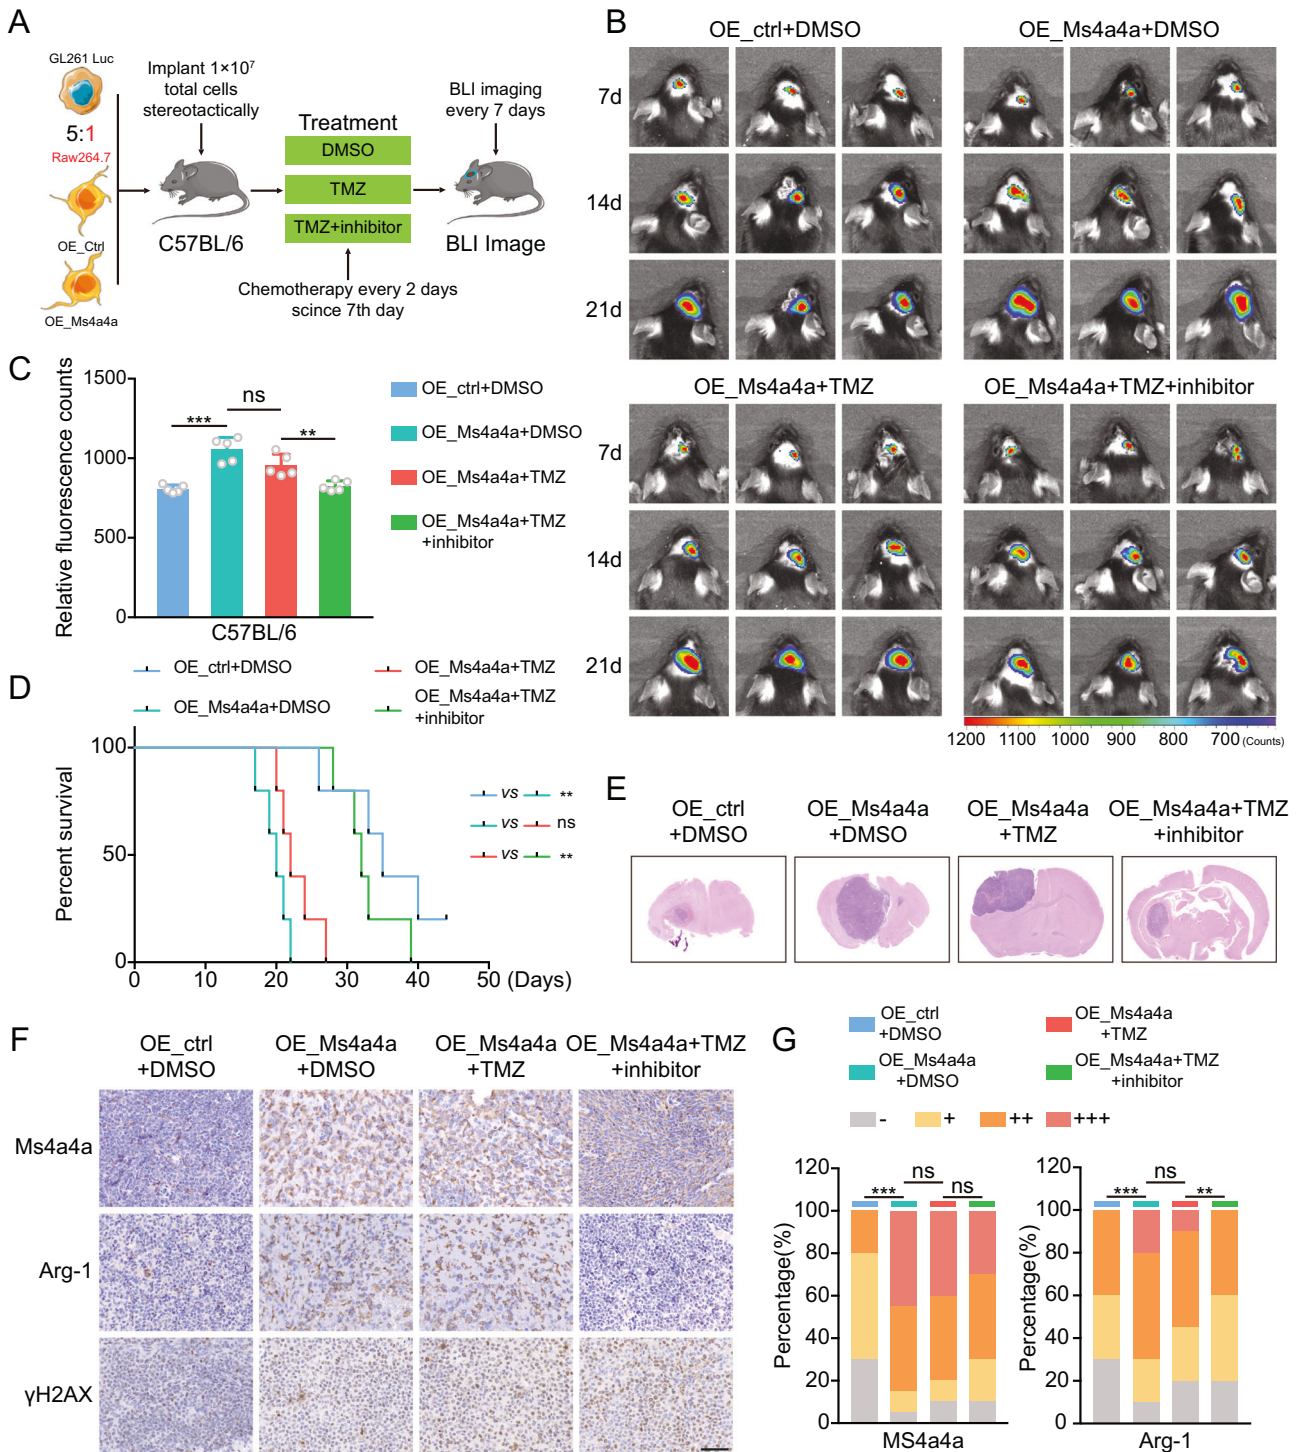 A
GL261 Luc
5:1
Raw264.7
OE_Ctrl
OE_Ms4a4a
Implant 1×10⁷
total cells
stereotactically
C57BL/6
Treatment
DMSO
TMZ
TMZ+inhibitor
Chemotherapy every 2 days
scince 7th day
BLI imaging
every 7 days
BLI Image
B
OE_ctrl+DMSO
OE_Ms4a4a+DMSO
7d
14d
21d
OE_Ms4a4a+TMZ
OE_Ms4a4a+TMZ+inhibitor
7d
14d
21d
1200 1100 1000 800 700 (Counts)
C
Relative fluorescence counts
1500
1000
500
0
*** ns **
C57BL/6
OE_ctrl+DMSO
OE_Ms4a4a+DMSO
OE_Ms4a4a+TMZ
OE_Ms4a4a+TMZ
+inhibitor
D
OE_ctrl+DMSO
OE_Ms4a4a+TMZ
OE_Ms4a4a+DMSO
OE_Ms4a4a+TMZ
+inhibitor
Percent survival
100
50
0
0 10 20 30 40 50 (Days)
vs **
vs ns
vs **
E
OE_ctrl
+DMSO
OE_Ms4a4a
+DMSO
OE_Ms4a4a
+TMZ
OE_Ms4a4a+TMZ
+inhibitor
F
OE_ctrl
+DMSO
OE_Ms4a4a
+DMSO
OE_Ms4a4a
+TMZ
OE_Ms4a4a+TMZ
+inhibitor
Ms4a4a
Arg-1
γH2AX
G
OE_ctrl
+DMSO
OE_Ms4a4a
+TMZ
OE_Ms4a4a
+DMSO
OE_Ms4a4a+TMZ
+inhibitor
- + ++ +++
Percentage(%)
120
100
80
60
40
20
0
*** ns ns
MS4a4a
Percentage(%)
120
100
80
60
40
20
0
*** ns **
Arg-1